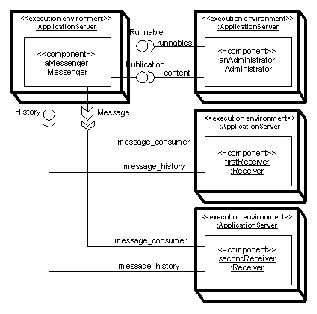 <<execution environment>>
:ApplicationServer
<<component>>
aMessenger
:Messenger
Runnable
runnables
Publication
content
<<execution environment>>
:ApplicationServer
<<component>>
anAdministrator
:Administrator
History
Message
<<execution environment>>
:ApplicationServer
<<component>>
firstReceiver
:Receiver
message_consumer
message_history
<<execution environment>>
:ApplicationServer
<<component>>
secondReceiver
:Receiver
message_consumer
message_history